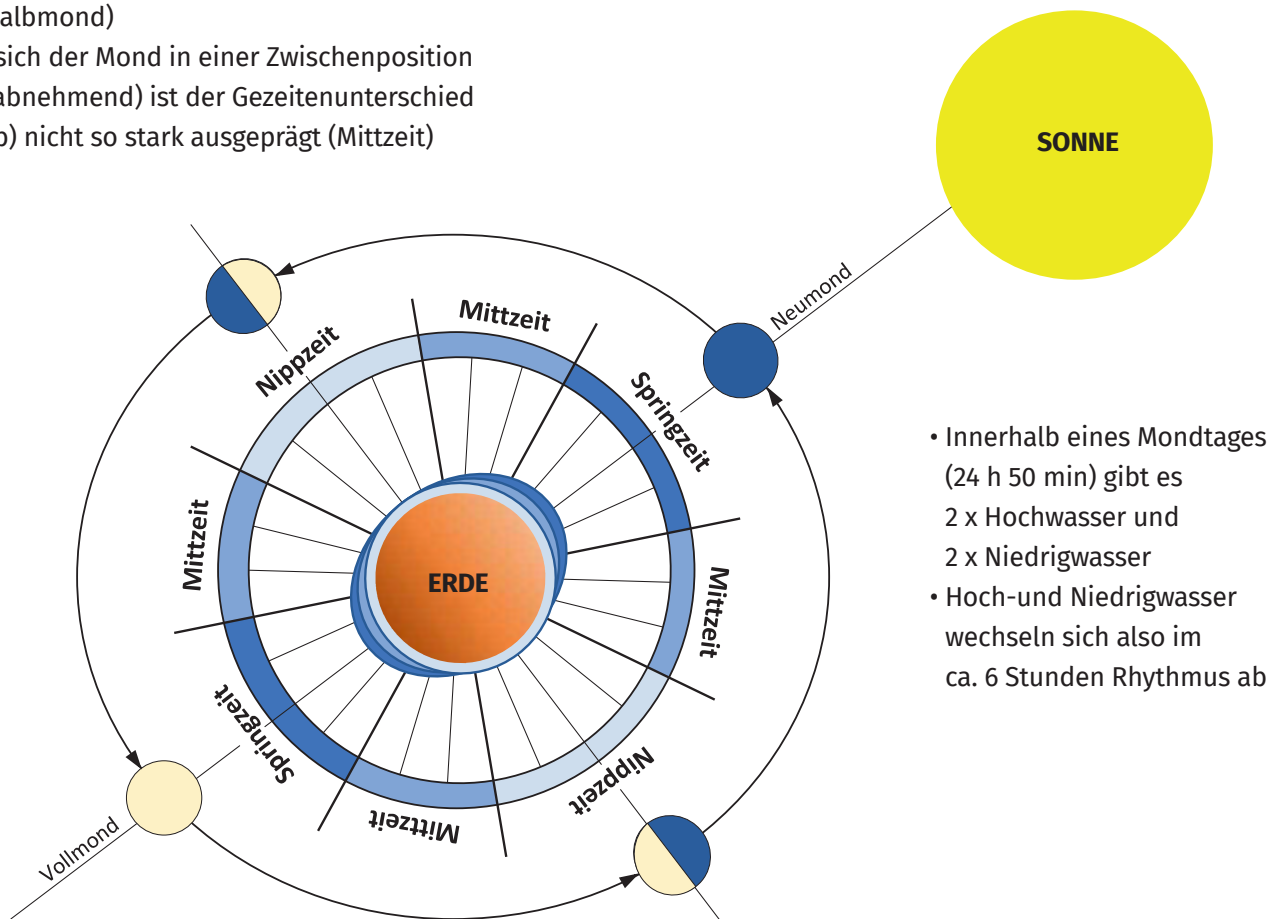 albmond)
sich der Mond in einer Zwischenposition
abnehmend) ist der Gezeitenunterschied
) nicht so stark ausgeprägt (Mittzeit)
SONNE
Neumond
Mittzeit
Nippzeit
Springzeit
Mittzeit
ERDE
Mittzeit
Springzeit
Mittzeit
Nippzeit
Vollmond
• Innerhalb eines Mondtages
(24 h 50 min) gibt es
2 x Hochwasser und
2 x Niedrigwasser
• Hoch-und Niedrigwasser
wechseln sich also im
ca. 6 Stunden Rhythmus ab